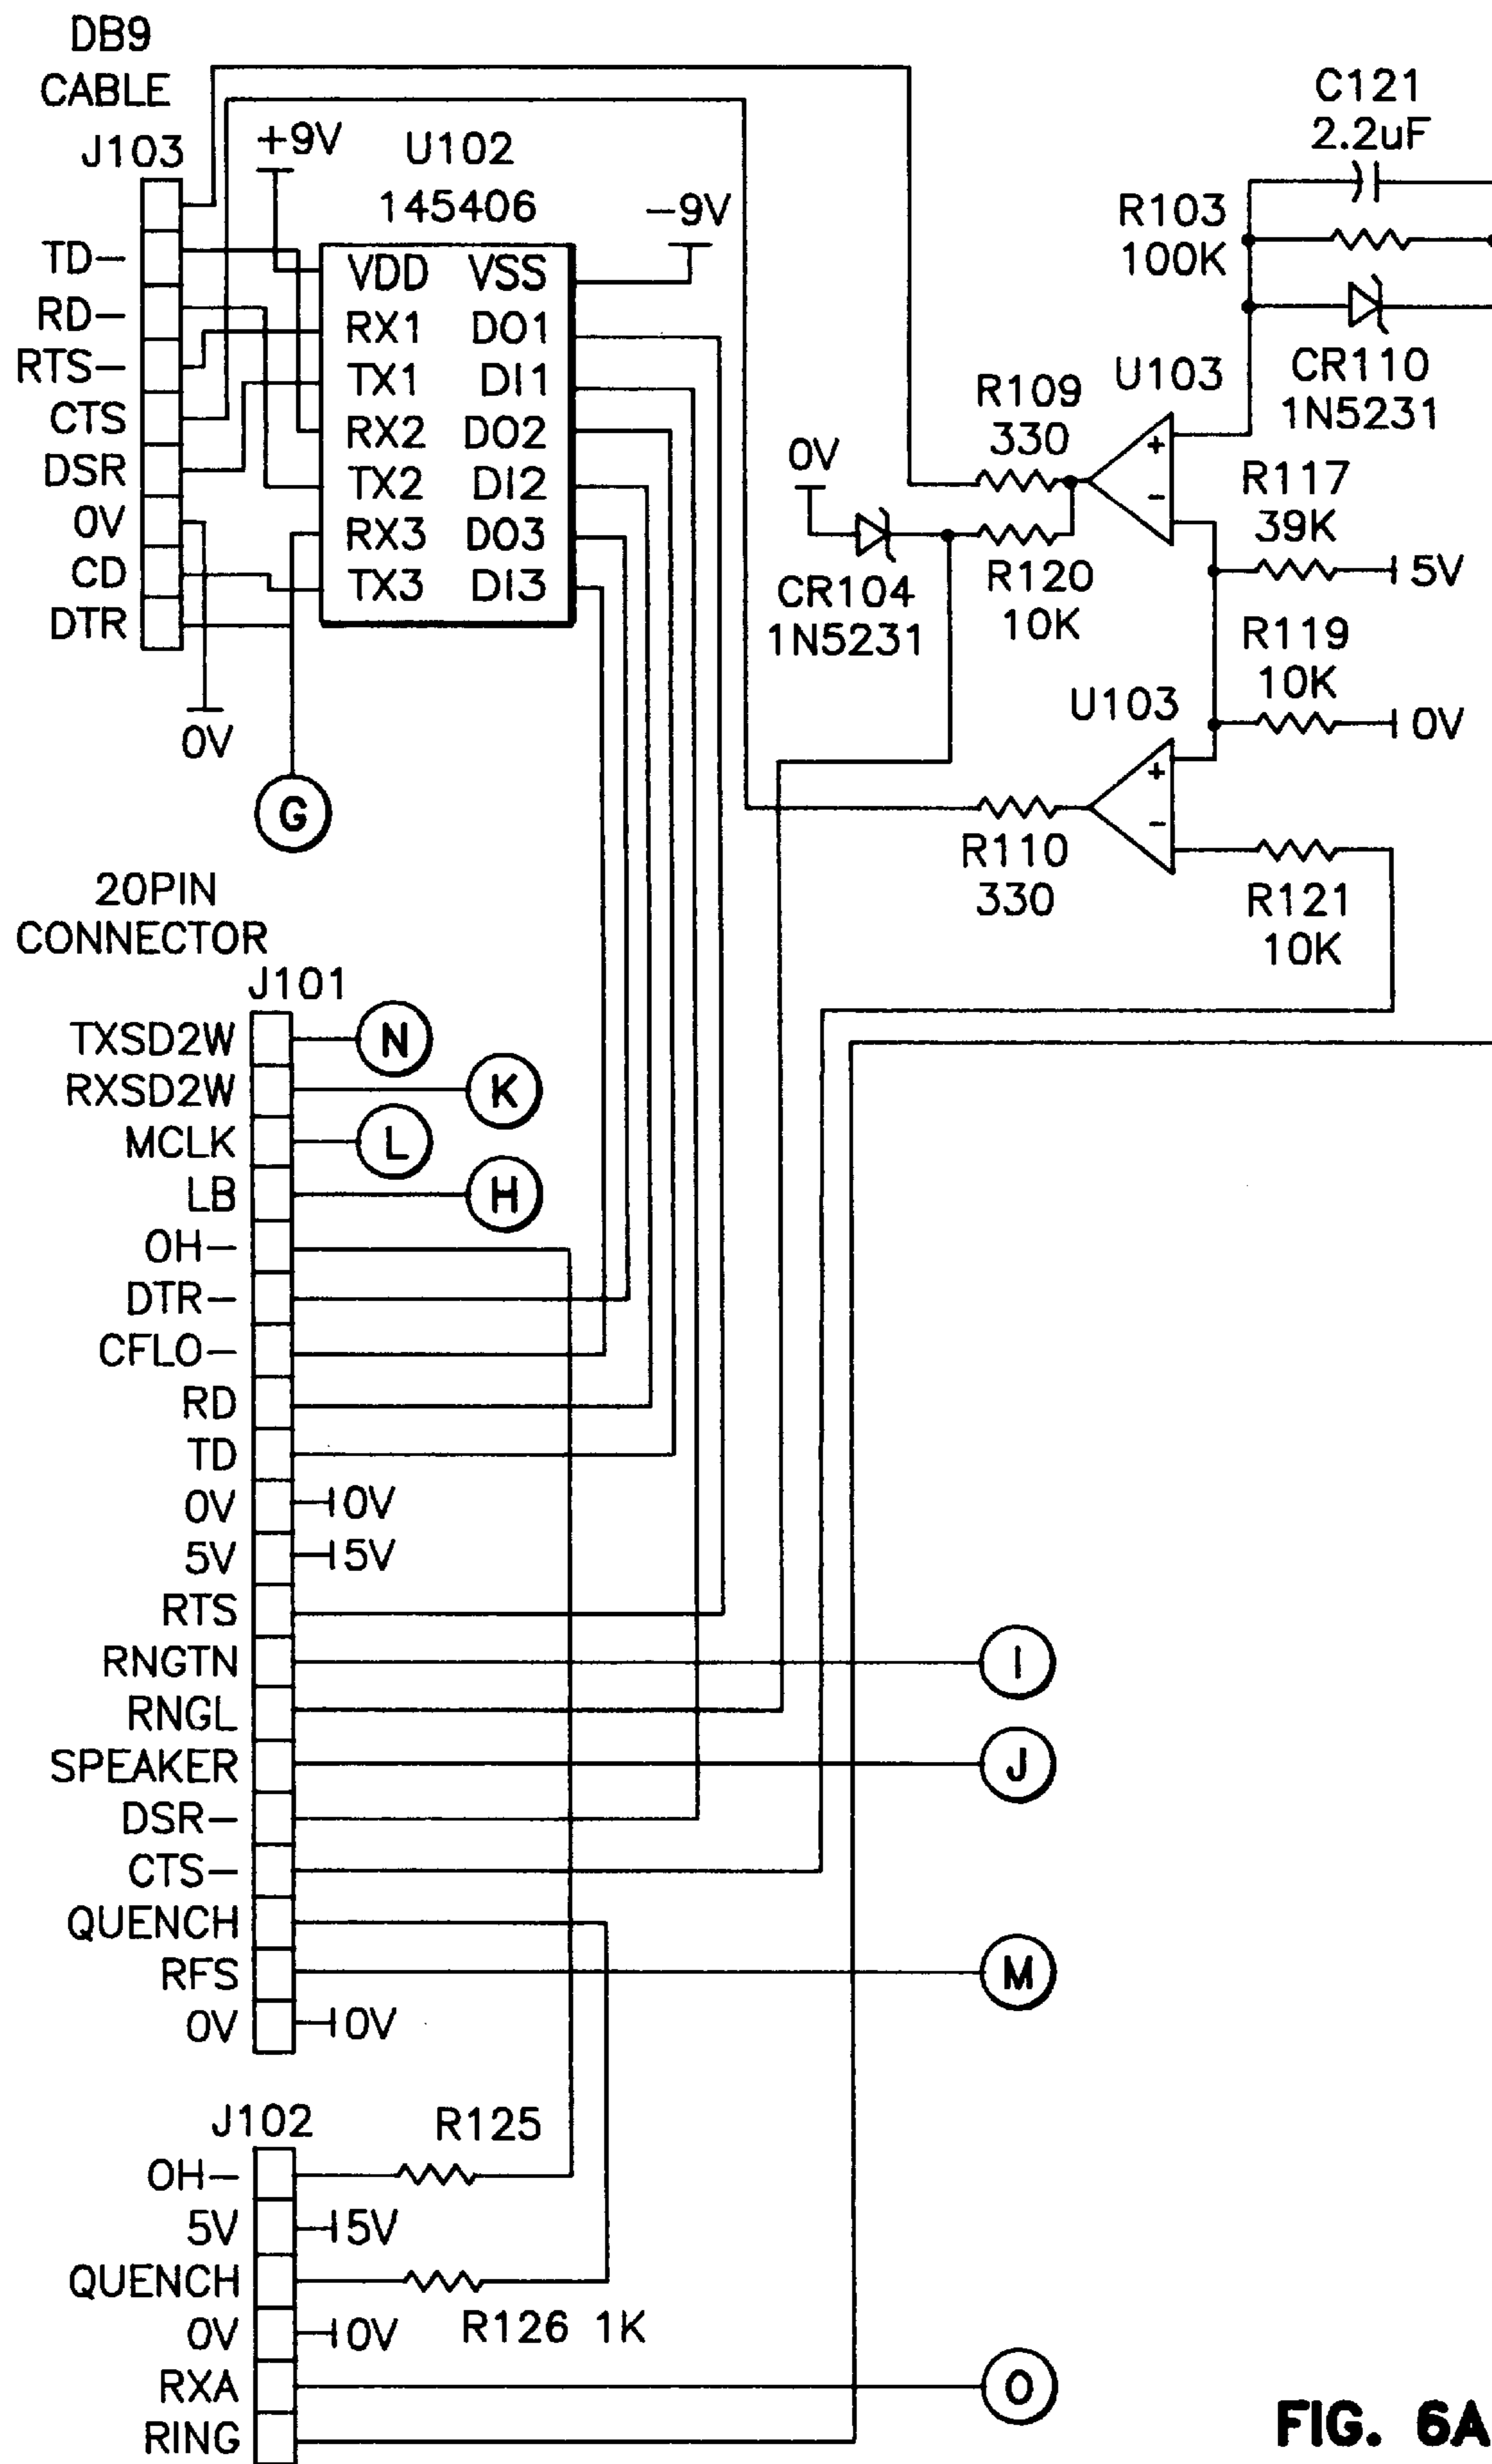 DB9
CABLE
J103
TD-
RD-
RTS-
CTS
DSR
0V
CD
DTR
0V
G
+9V
U102
145406
-9V
VDD VSS
RX1 DO1
TX1 DI1
RX2 DO2
TX2 DI2
RX3 DO3
TX3 DI3
C121
2.2uF
R103
100K
CR110
1N5231
U103
+
-
R109
330
0V
CR104
1N5231
R120
10K
R117
39K
5V
R119
10K
0V
U103
+
-
R110
330
R121
10K
20PIN
CONNECTOR
J101
TXSD2W N
RXSD2W K
MCLK L
LB H
OH-
DTR-
CFLO-
RD
TD
0V 0V
5V 5V
RTS
RNGTN I
RNGL
SPEAKER J
DSR-
CTS-
QUENCH
RFS M
0V 0V
J102 R125
OH-
5V 5V
QUENCH
0V 0V R126 1K
RXA O
RING
FIG. 6A